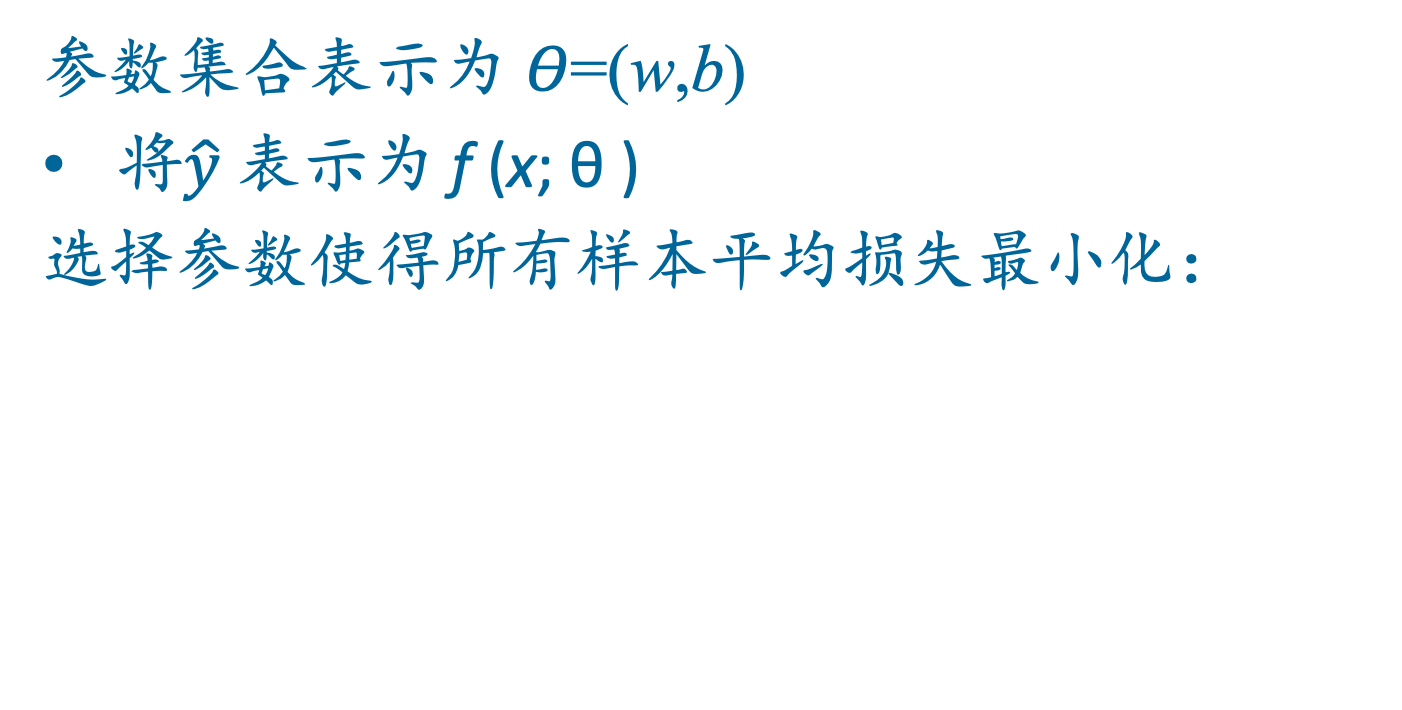 参数集合表示为 θ=(w,b)
• 将ŷ 表示为 f (x; θ )
选择参数使得所有样本平均损失最小化：